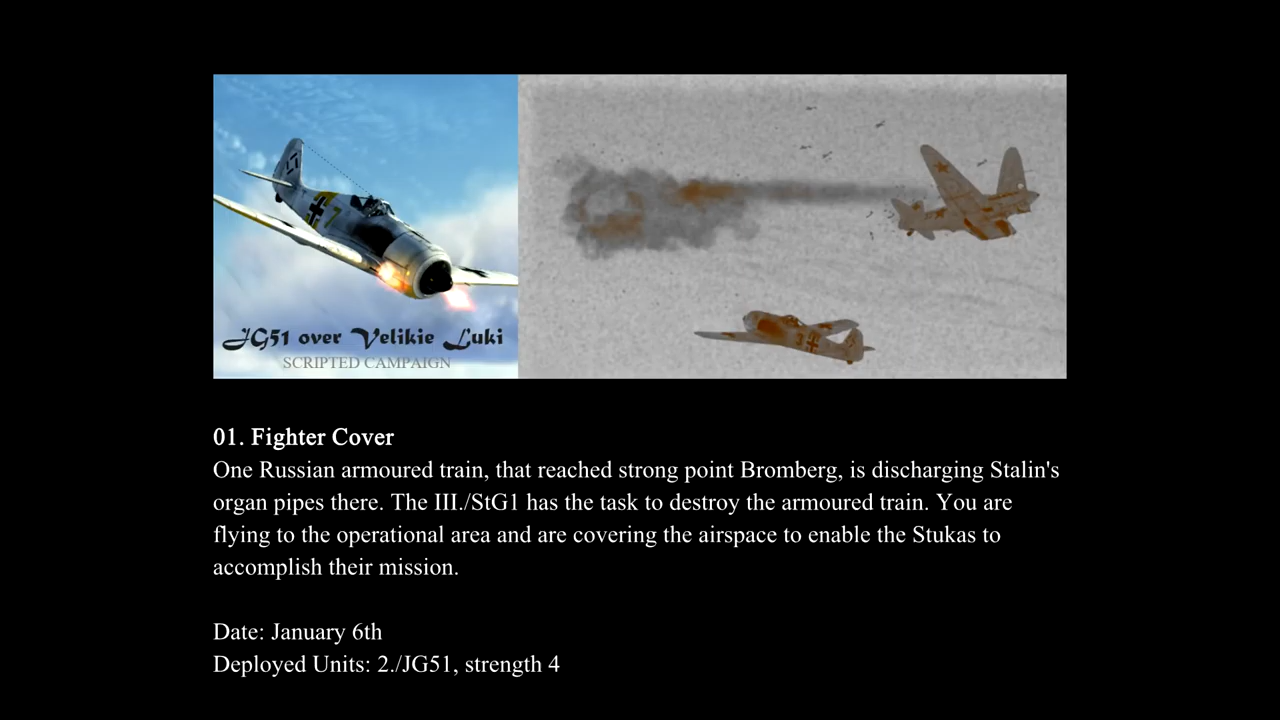 JG51 over Velikie Luki
SCRIPTED CAMPAIGN
01. Fighter Cover
One Russian armoured train, that reached strong point Bromberg, is discharging Stalin's
organ pipes there. The III./StG1 has the task to destroy the armoured train. You are
flying to the operational area and are covering the airspace to enable the Stukas to
accomplish their mission.
Date: January 6th
Deployed Units: 2./JG51, strength 4